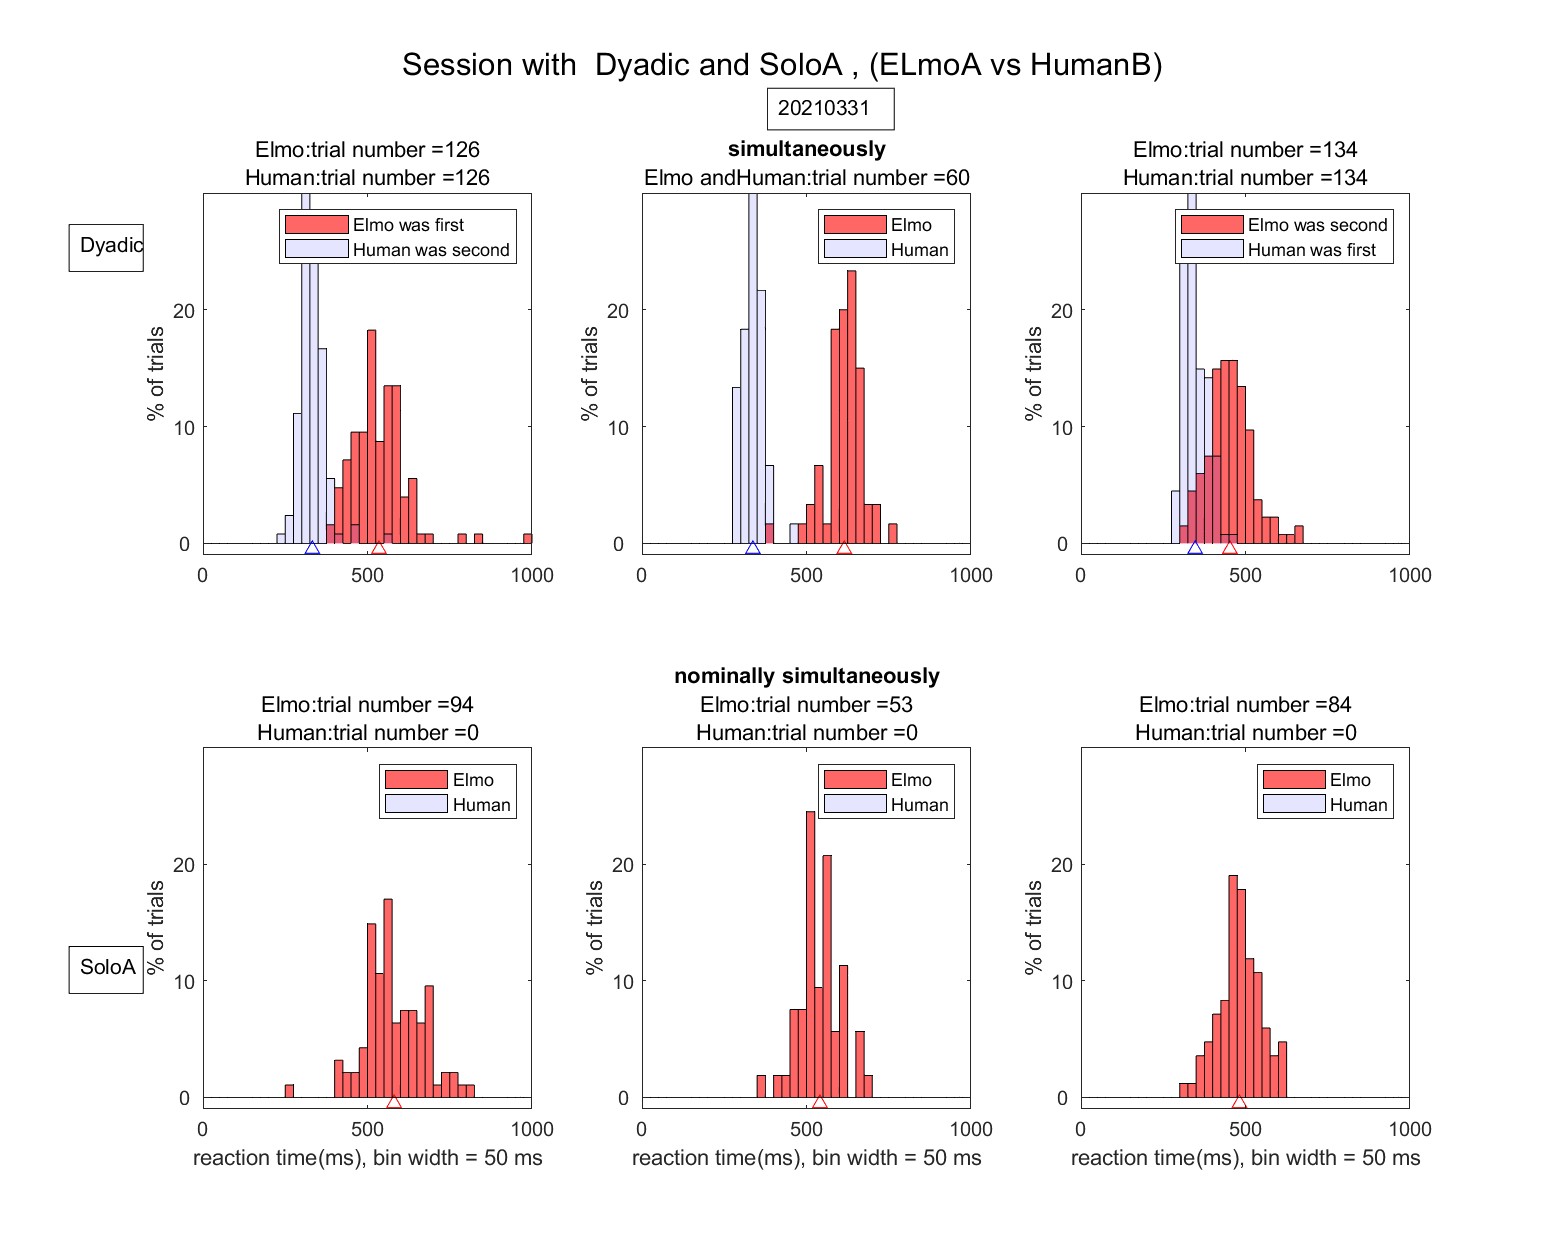 Session with  Dyadic and SoloA , (ELmoA vs HumanB)
20210331
Elmo:trial number =126
Human:trial number =126
simultaneously
Elmo andHuman:trial number =60
Elmo:trial number =134
Human:trial number =134
Dyadic
Elmo was first
Human was second
% of trials
20
10
0
0 500 1000
Elmo
Human
% of trials
20
10
0
0 500 1000
Elmo was second
Human was first
% of trials
20
10
0
0 500 1000
SoloA
Elmo:trial number =94
Human:trial number =0
Elmo
Human
% of trials
20
10
0
0 500 1000
reaction time(ms), bin width = 50 ms
nominally simultaneously
Elmo:trial number =53
Human:trial number =0
Elmo
Human
% of trials
20
10
0
0 500 1000
reaction time(ms), bin width = 50 ms
Elmo:trial number =84
Human:trial number =0
Elmo
Human
% of trials
20
10
0
0 500 1000
reaction time(ms), bin width = 50 ms